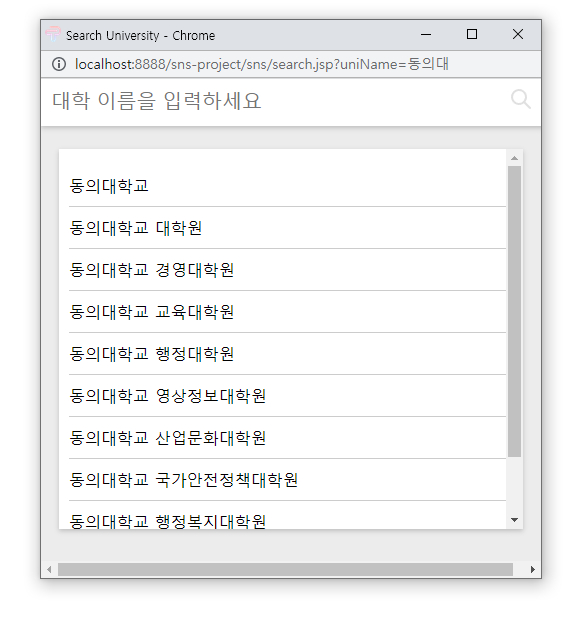 Search University - Chrome
localhost:8888/sns-project/sns/search.jsp?uniName=동의대
대학 이름을 입력하세요
동의대학교
동의대학교 대학원
동의대학교 경영대학원
동의대학교 교육대학원
동의대학교 행정대학원
동의대학교 영상정보대학원
동의대학교 산업문화대학원
동의대학교 국가안전정책대학원
동의대학교 행정복지대학원